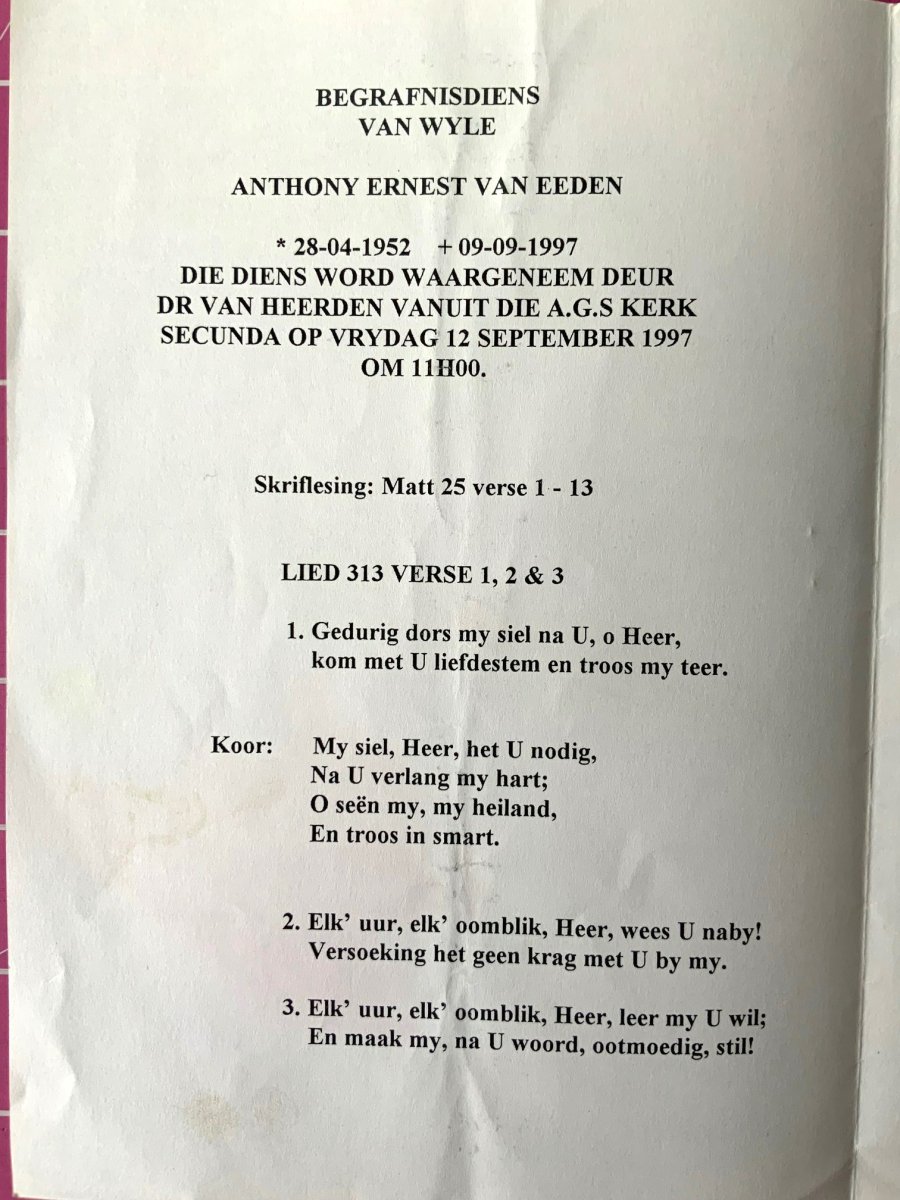 BEGRAFNISDIENS
VAN WYLE
ANTHONY ERNEST VAN EEDEN
* 28-04-1952 + 09-09-1997
DIE DIENS WORD WAARGENEEM DEUR
DR VAN HEERDEN VANUIT DIE A.G.S KERK
SECUNDA OP VRYDAG 12 SEPTEMBER 1997
OM 11H00.
Skriflesing: Matt 25 verse 1 - 13
LIED 313 VERSE 1, 2 & 3
1. Gedurig dors my siel na U, o Heer,
kom met U liefdestem en troos my teer.
Koor: My siel, Heer, het U nodig,
Na U verlang my hart;
O seën my, my heiland,
En troos in smart.
2. Elk’ uur, elk’ oomblik, Heer, wees U naby!
Versoeking het geen krag met U by my.
3. Elk’ uur, elk’ oomblik, Heer, leer my U wil;
En maak my, na U woord, ootmoedig, stil!